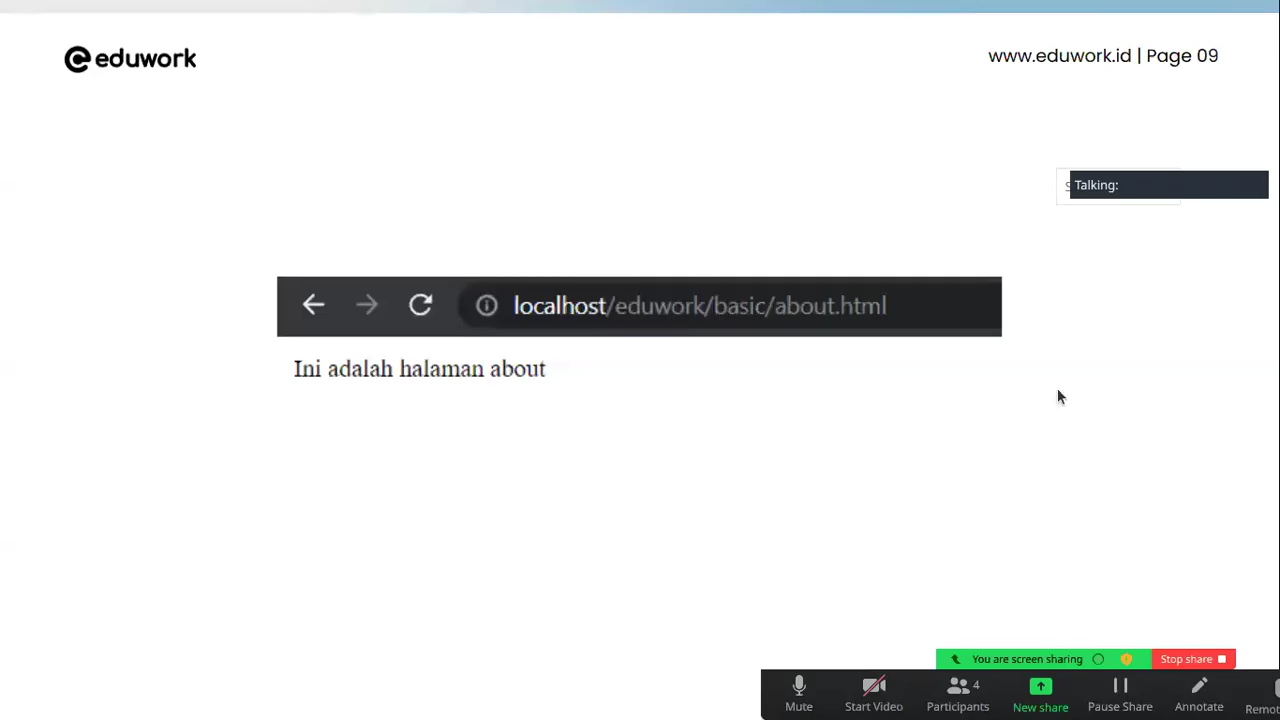 eduwork
www.eduwork.id | Page 09
Talking:
localhost/eduwork/basic/about.html
Ini adalah halaman about
You are screen sharing
Stop share
4
Mute
Start Video
Participants
New share
Pause Share
Annotate